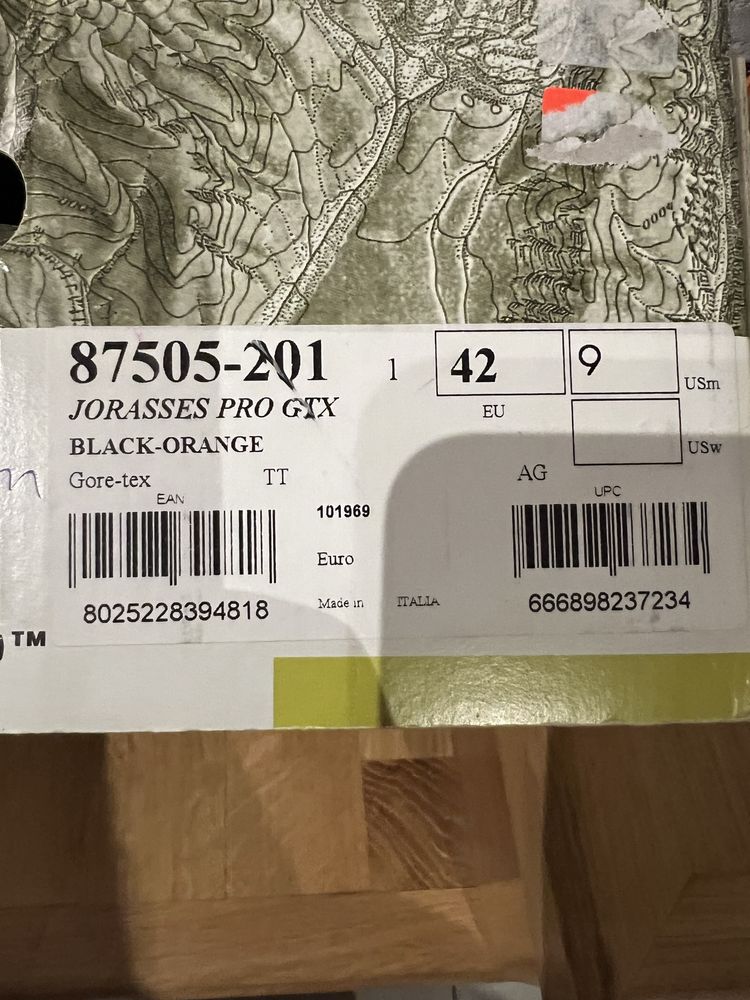 87505-201 1 42 9 USm
JORASSES PRO GTX EU
BLACK-ORANGE USw
Gore-tex TT AG
EAN UPC
101969
Euro
8025228394818 Made in ITALIA 666898237234
TM